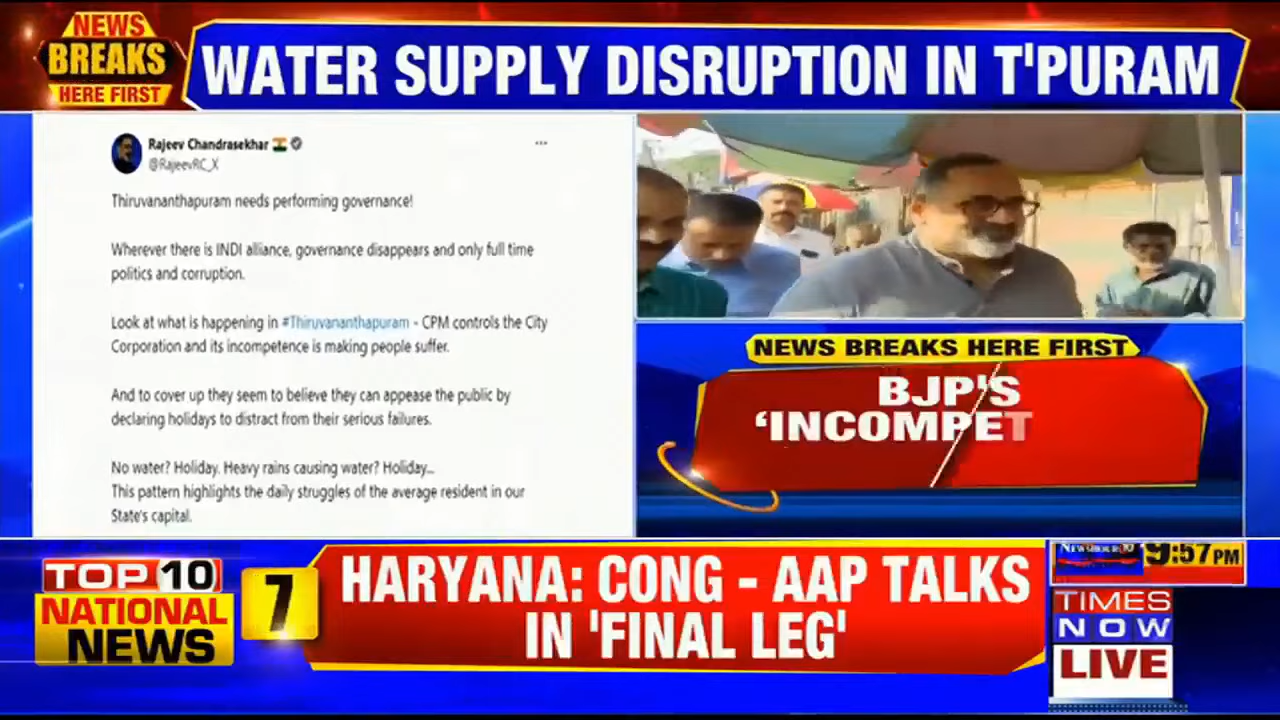 NEWS
BREAKS
HERE FIRST
WATER SUPPLY DISRUPTION IN T'PURAM
Rajeev Chandrasekhar
@RajeevRC_X
Thiruvananthapuram needs performing governance!
Wherever there is INDI alliance, governance disappears and only full time
politics and corruption.
Look at what is happening in #Thiruvananthapuram - CPM controls the City
Corporation and its incompetence is making people suffer.
And to cover up they seem to believe they can appease the public by
declaring holidays to distract from their serious failures.
No water? Holiday. Heavy rains causing water? Holiday...
This pattern highlights the daily struggles of the average resident in our
State's capital.
NEWS BREAKS HERE FIRST
BJP'S
'INCOMPET
TOP 10
NATIONAL
NEWS
7
HARYANA: CONG - AAP TALKS
IN 'FINAL LEG'
NEWSHOUR@10
9:57 PM
TIMES
NOW
LIVE